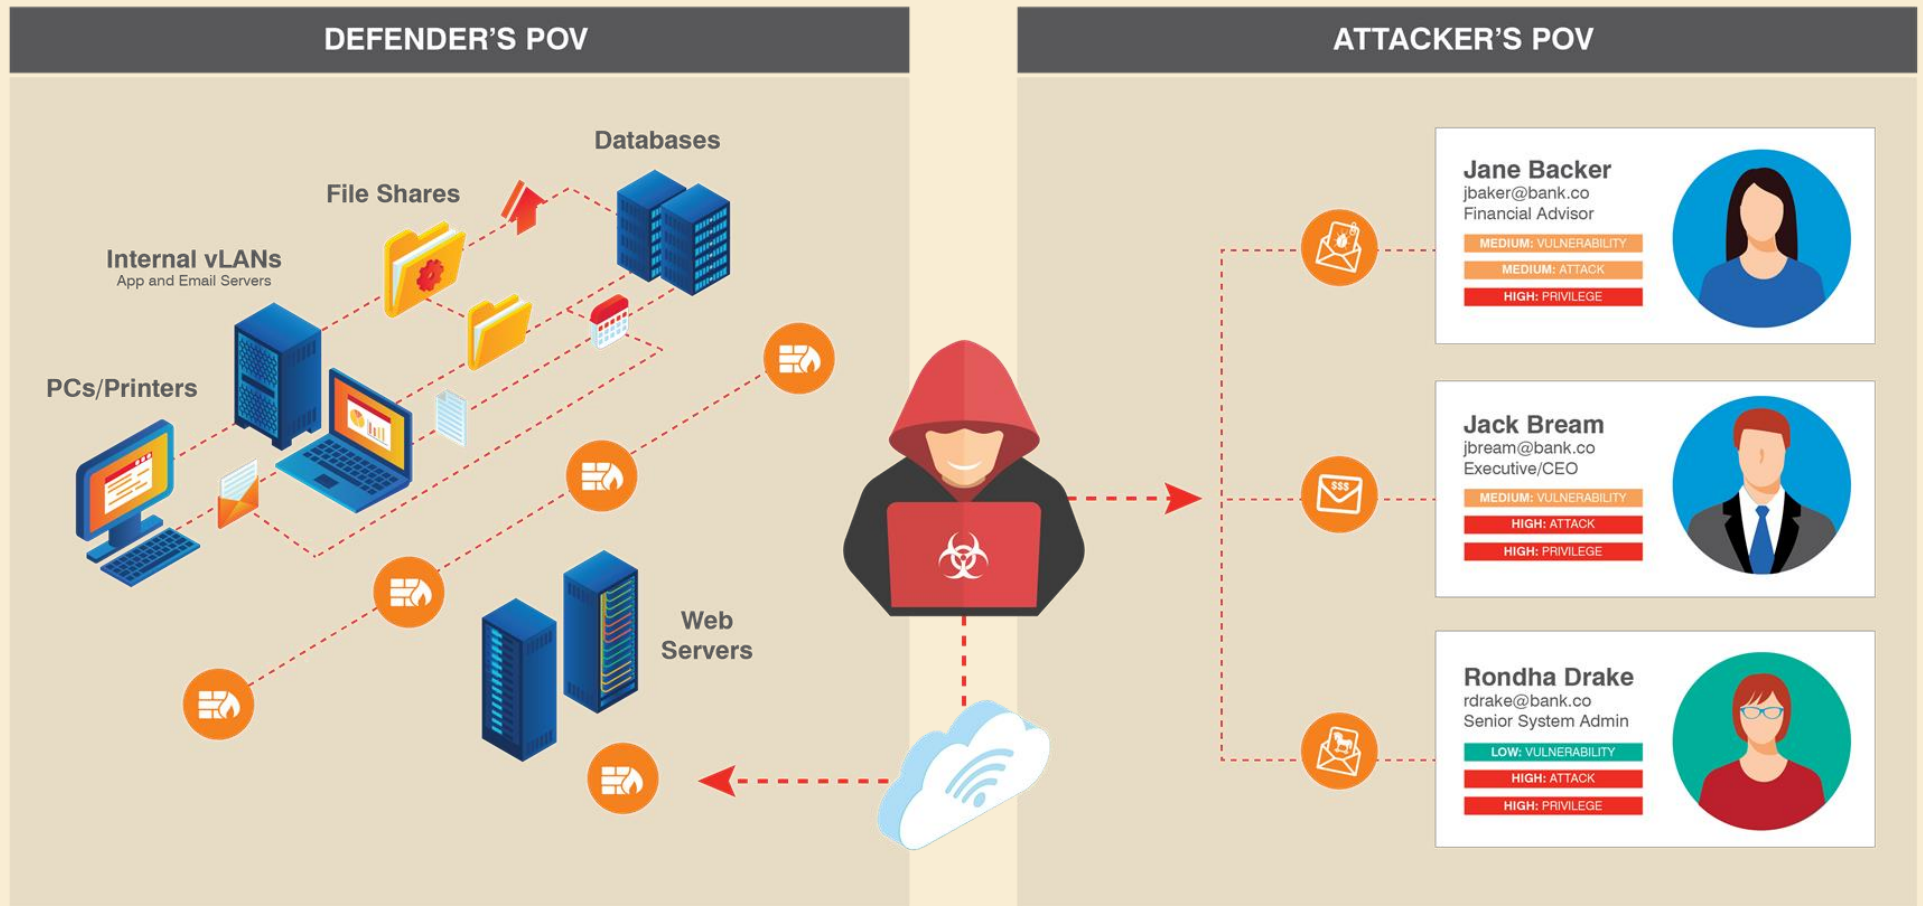 DEFENDER'S POV
Databases
File Shares
Internal vLANs
App and Email Servers
PCs/Printers
Web
Servers
ATTACKER'S POV
Jane Backer
jbaker@bank.co
Financial Advisor
MEDIUM: VULNERABILITY
MEDIUM: ATTACK
HIGH: PRIVILEGE
$$$
Jack Bream
jbream@bank.co
Executive/CEO
MEDIUM: VULNERABILITY
HIGH: ATTACK
HIGH: PRIVILEGE
Rondha Drake
rdrake@bank.co
Senior System Admin
LOW: VULNERABILITY
HIGH: ATTACK
HIGH: PRIVILEGE